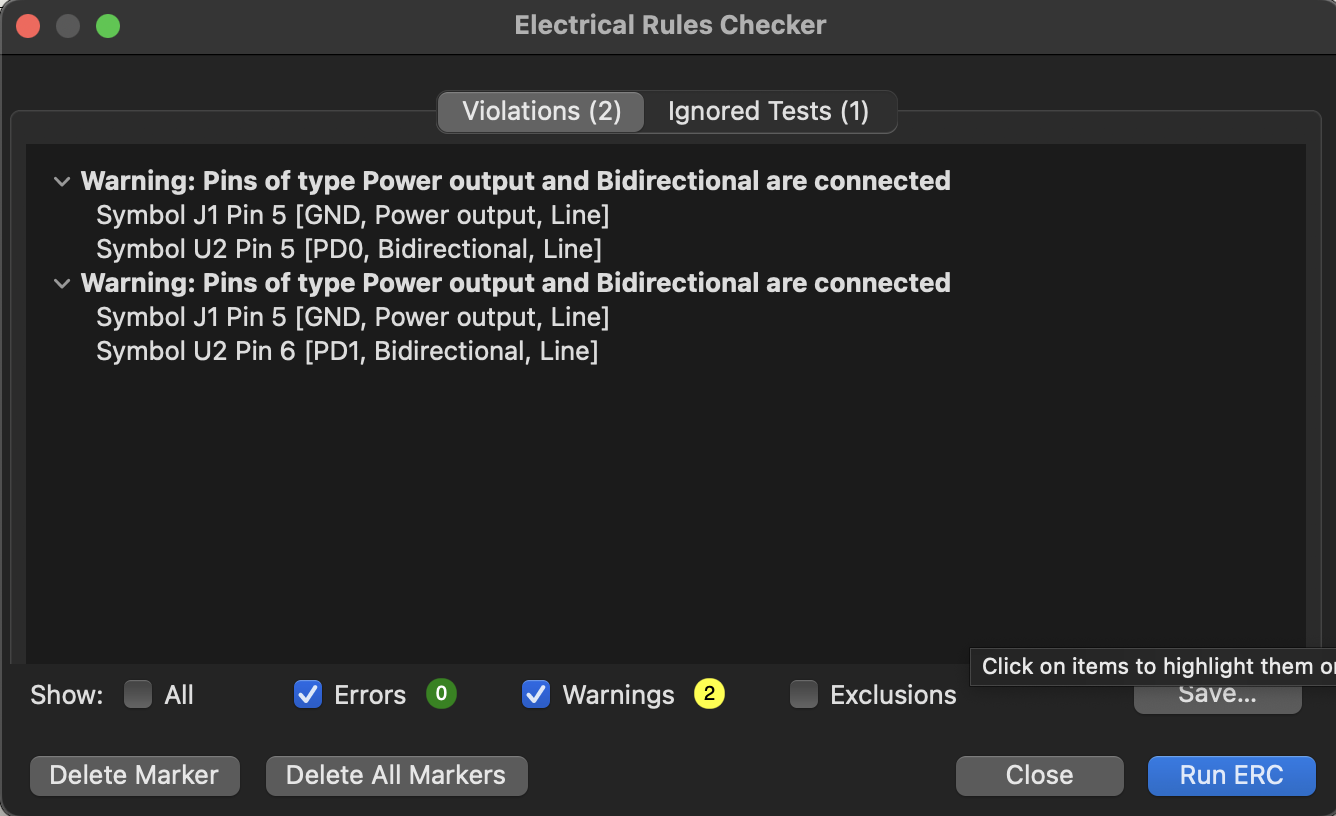 Electrical Rules Checker
Violations (2) Ignored Tests (1)
Warning: Pins of type Power output and Bidirectional are connected
Symbol J1 Pin 5 [GND, Power output, Line]
Symbol U2 Pin 5 [PD0, Bidirectional, Line]
Warning: Pins of type Power output and Bidirectional are connected
Symbol J1 Pin 5 [GND, Power output, Line]
Symbol U2 Pin 6 [PD1, Bidirectional, Line]
Click on items to highlight them
Show: All Errors 0 Warnings 2 Exclusions Save...
Delete Marker Delete All Markers Close Run ERC